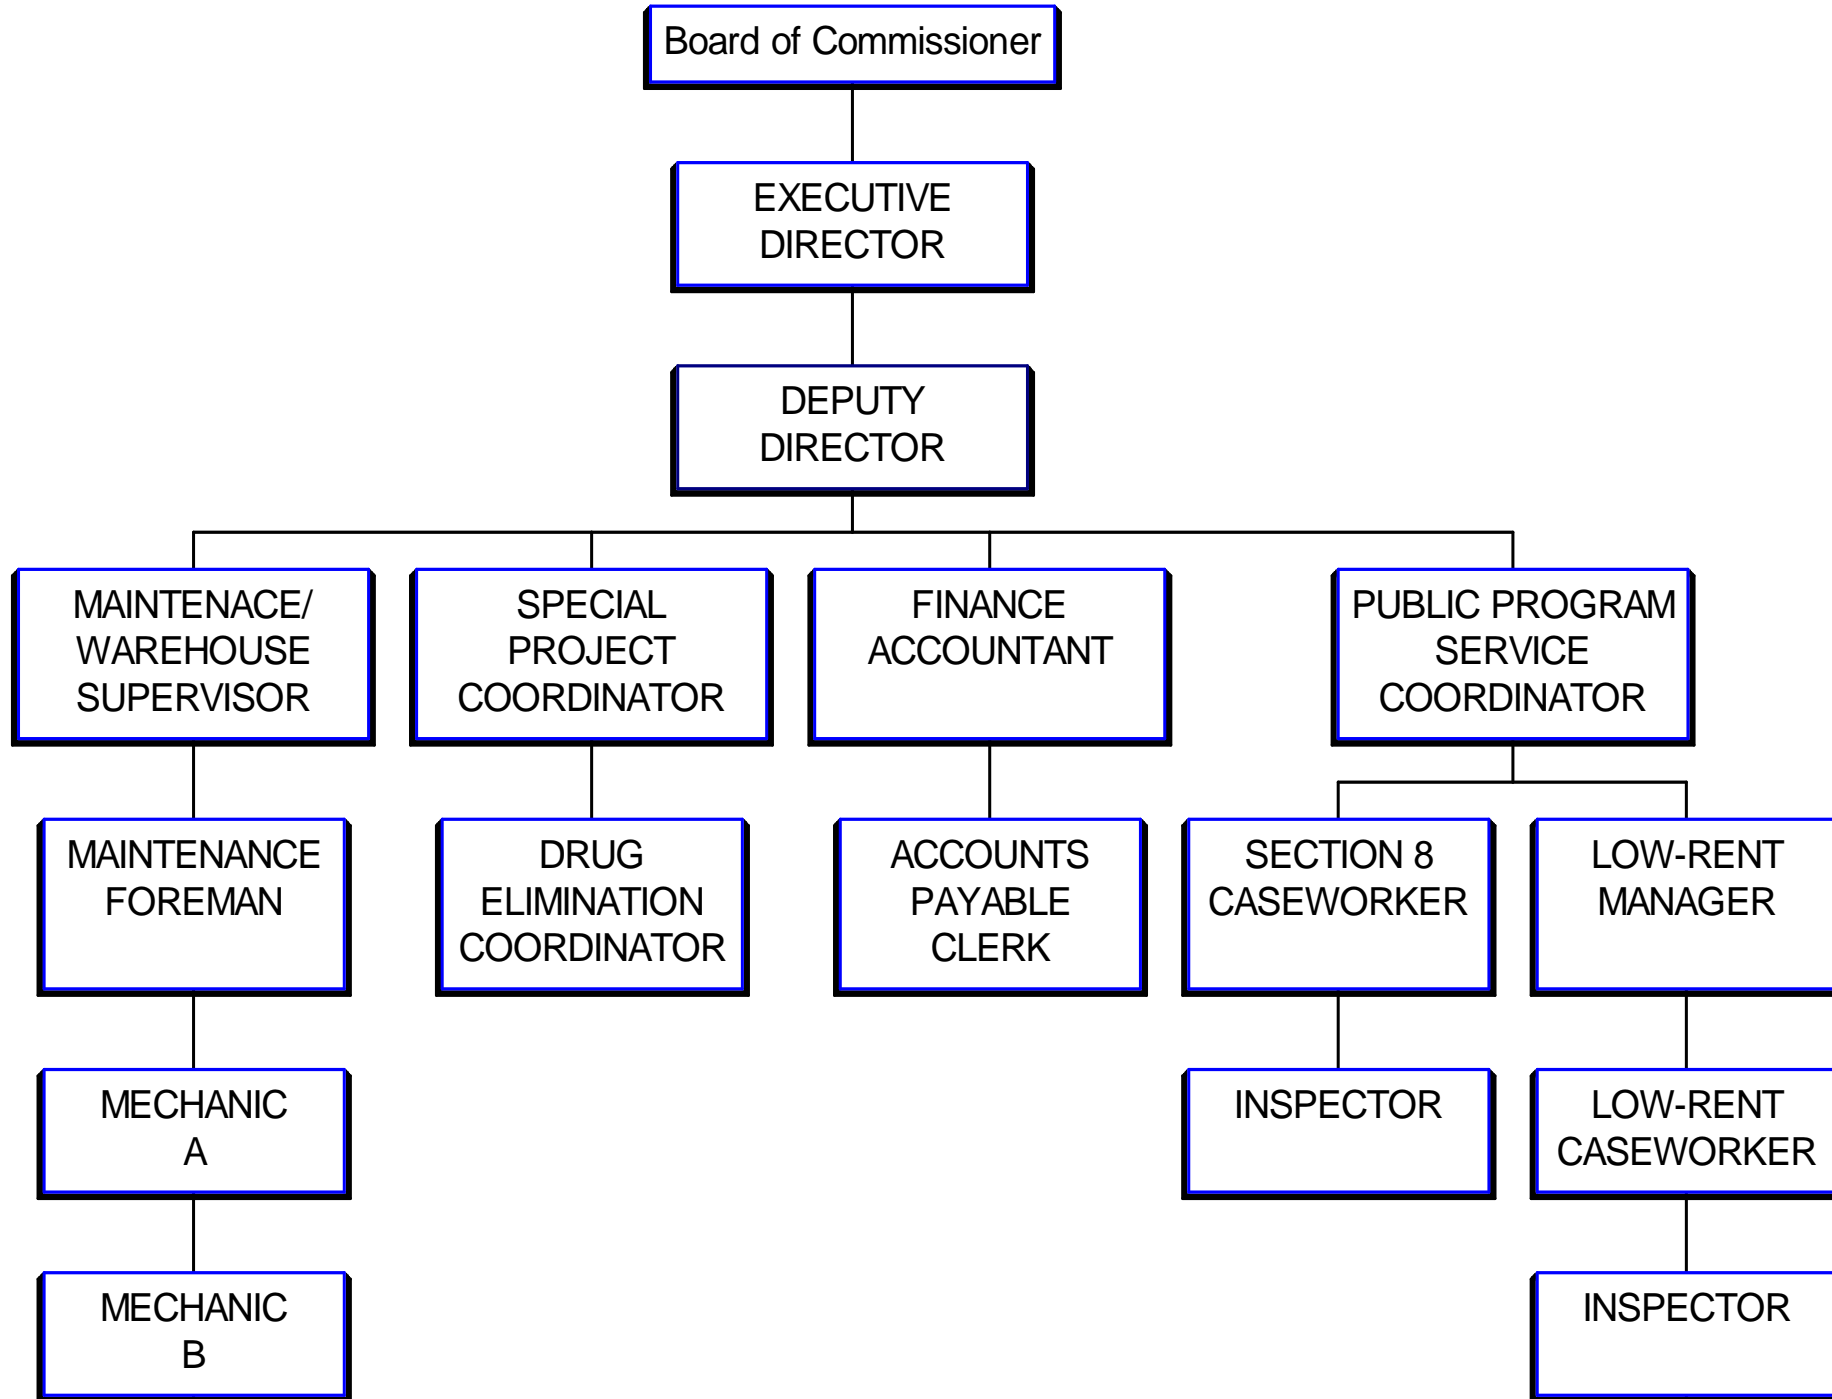 Board of Commissioner
EXECUTIVE
DIRECTOR
DEPUTY
DIRECTOR
MAINTENACE/
WAREHOUSE
SUPERVISOR
SPECIAL
PROJECT
COORDINATOR
FINANCE
ACCOUNTANT
PUBLIC PROGRAM
SERVICE
COORDINATOR
MAINTENANCE
FOREMAN
DRUG
ELIMINATION
COORDINATOR
ACCOUNTS
PAYABLE
CLERK
SECTION 8
CASEWORKER
LOW-RENT
MANAGER
MECHANIC
A
INSPECTOR
LOW-RENT
CASEWORKER
MECHANIC
B
INSPECTOR